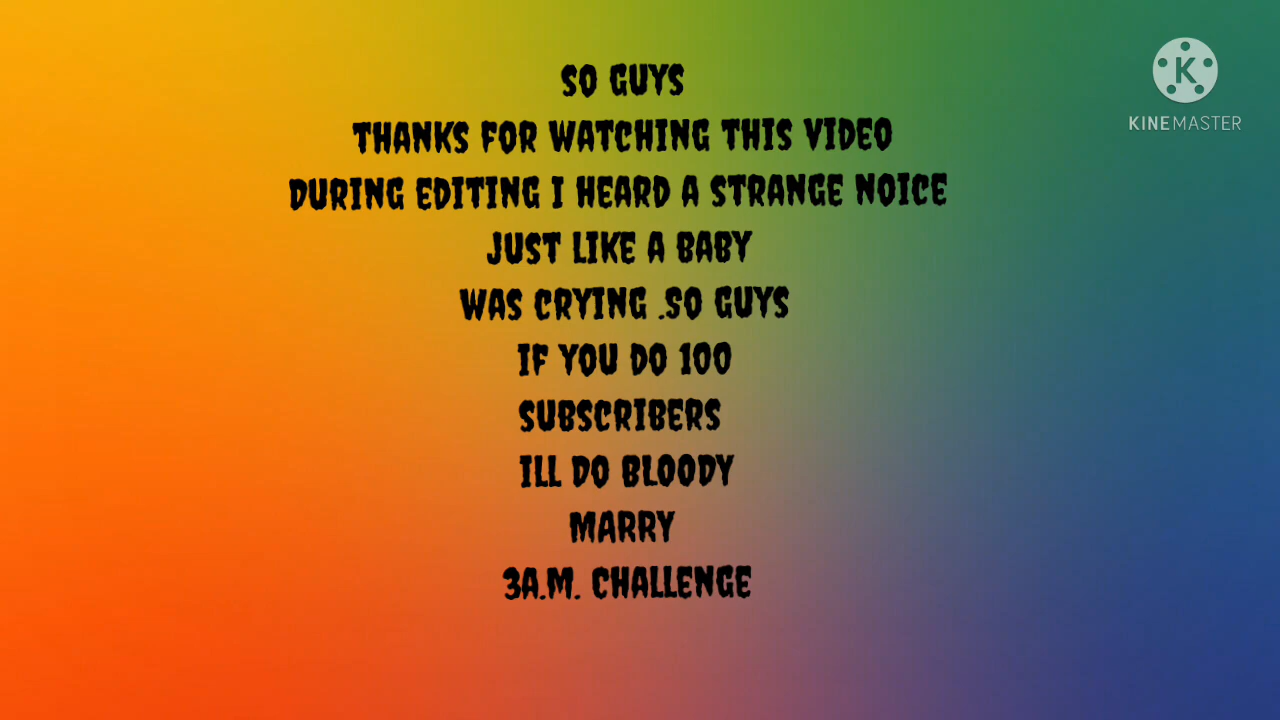 SO GUYS
THANKS FOR WATCHING THIS VIDEO
DURING EDITING I HEARD A STRANGE NOICE
JUST LIKE A BABY
WAS CRYING .SO GUYS
IF YOU DO 100
SUBSCRIBERS
ILL DO BLOODY
MARRY
3A.M. CHALLENGE
K
KINEMASTER